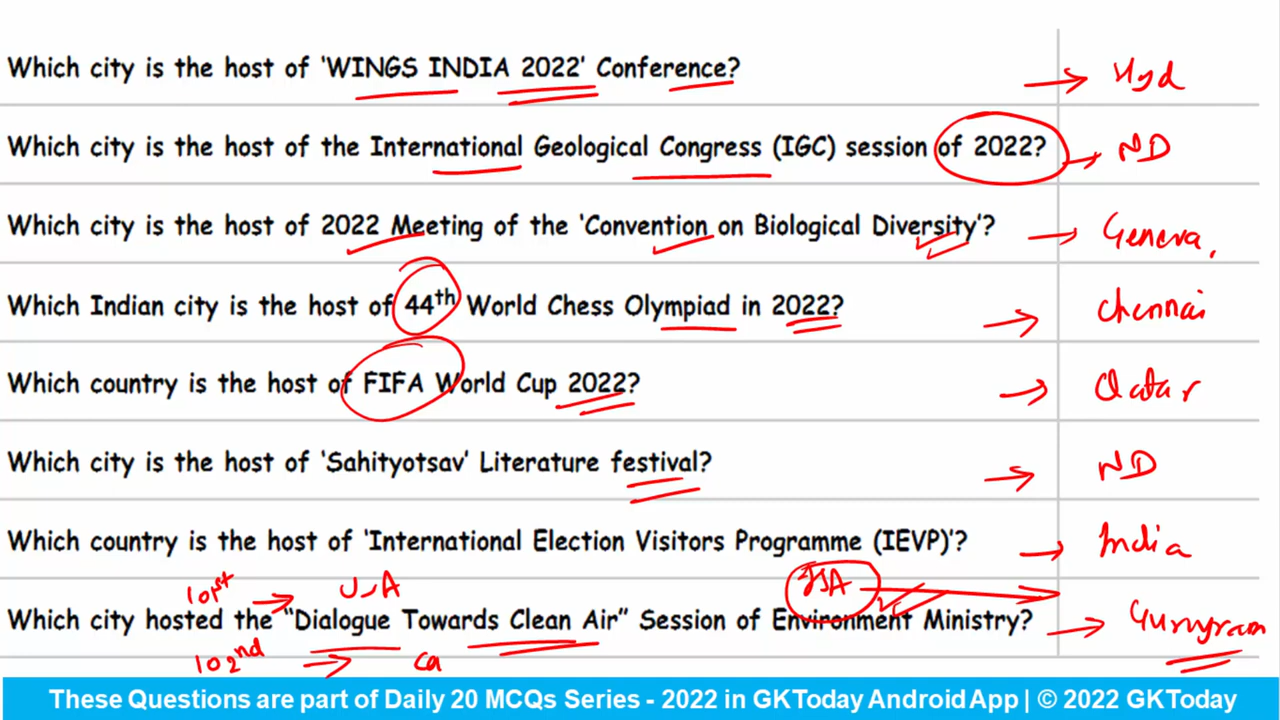 Which city is the host of 'WINGS INDIA 2022' Conference? → Hyd
Which city is the host of the International Geological Congress (IGC) session of 2022? → ND
Which city is the host of 2022 Meeting of the 'Convention on Biological Diversity'? → Geneva,
Which Indian city is the host of 44th World Chess Olympiad in 2022? → Chennai
Which country is the host of FIFA World Cup 2022? → Qatar
Which city is the host of 'Sahityotsav' Literature festival? → ND
Which country is the host of 'International Election Visitors Programme (IEVP)'? → India
101st → USA
Which city hosted the "Dialogue Towards Clean Air" Session of Environment Ministry? → Gurugram
102nd → Ca
These Questions are part of Daily 20 MCQs Series - 2022 in GKToday Android App | © 2022 GKToday